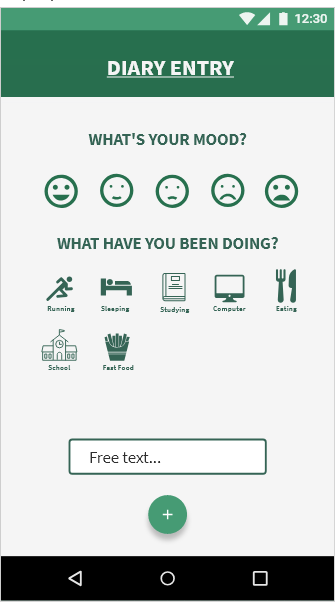 12:30
DIARY ENTRY
WHAT'S YOUR MOOD?
WHAT HAVE YOU BEEN DOING?
Running Sleeping Studying Computer Eating
School Fast Food
Free text...
+